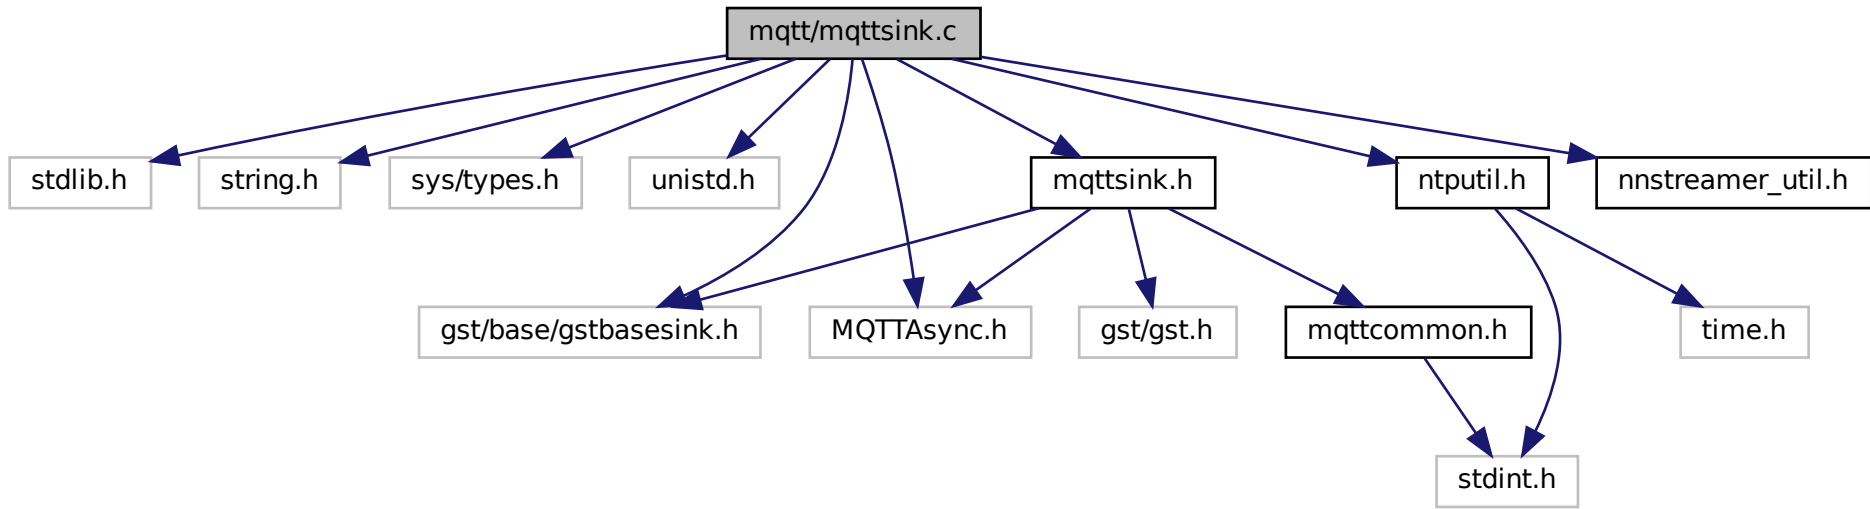 mqtt/mqttsink.c
stdlib.h
string.h
sys/types.h
unistd.h
mqttsink.h
ntputil.h
nnstreamer_util.h
gst/base/gstbasesink.h
MQTTAsync.h
gst/gst.h
mqttcommon.h
time.h
stdint.h